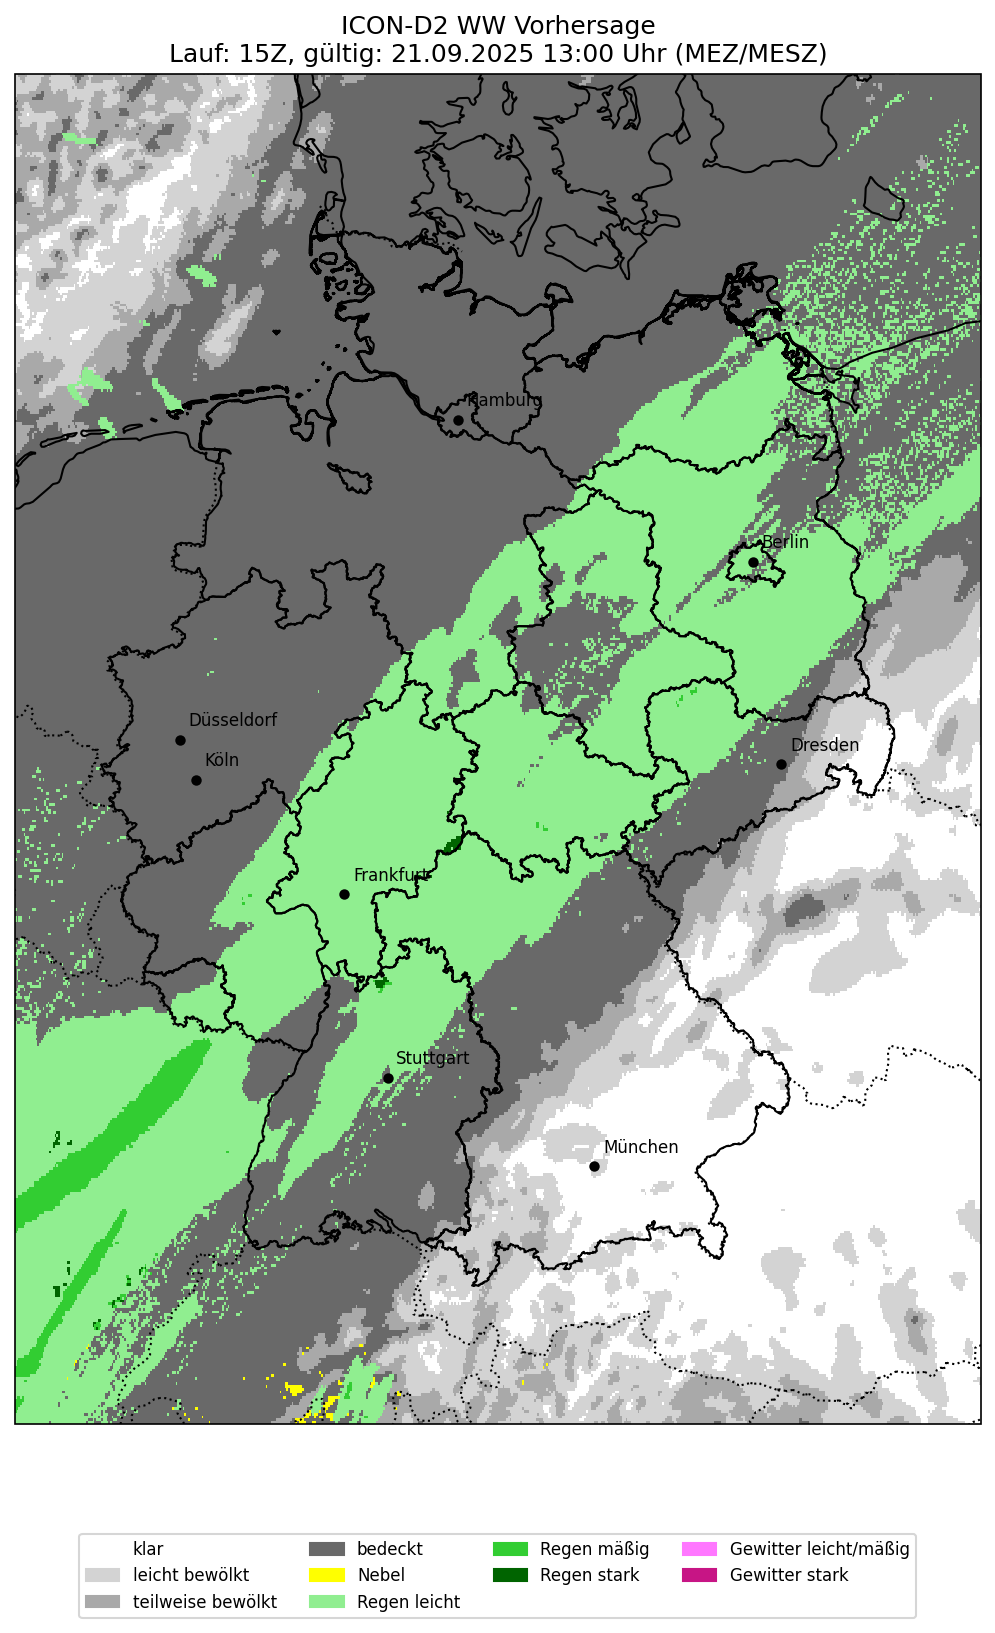 ICON-D2 WW Vorhersage
Lauf: 15Z, gültig: 21.09.2025 13:00 Uhr (MEZ/MESZ)
Hamburg
Berlin
Düsseldorf
Köln
Dresden
Frankfurt
Stuttgart
München
klar
leicht bewölkt
teilweise bewölkt
bedeckt
Nebel
Regen leicht
Regen mäßig
Regen stark
Gewitter leicht/mäßig
Gewitter stark